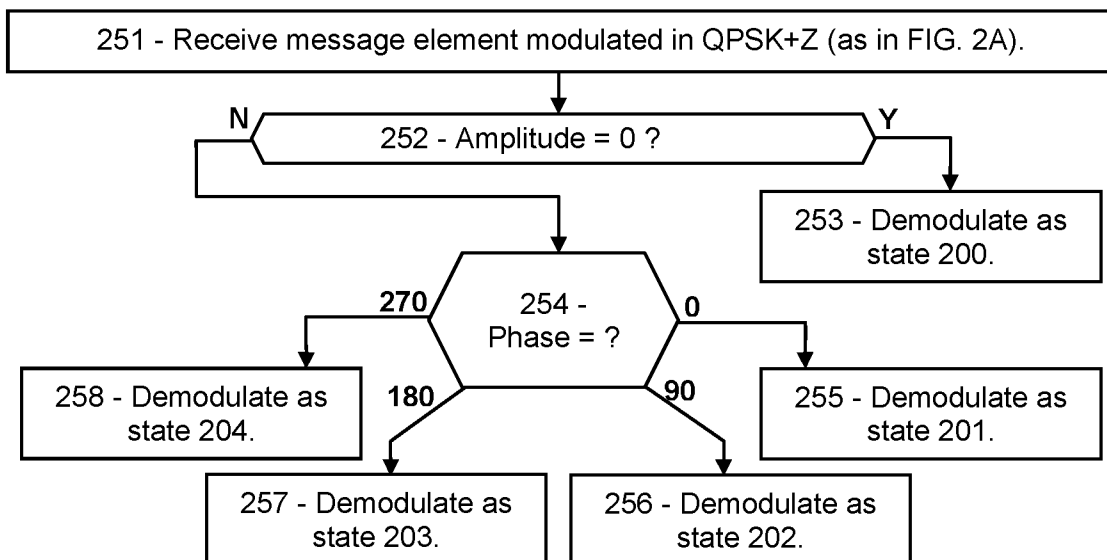 251 - Receive message element modulated in QPSK+Z (as in FIG. 2A).
N
Y
252 - Amplitude = 0 ?
253 - Demodulate as
state 200.
270
254 -
Phase = ?
0
258 - Demodulate as
state 204.
180
90
255 - Demodulate as
state 201.
257 - Demodulate as
state 203.
256 - Demodulate as
state 202.